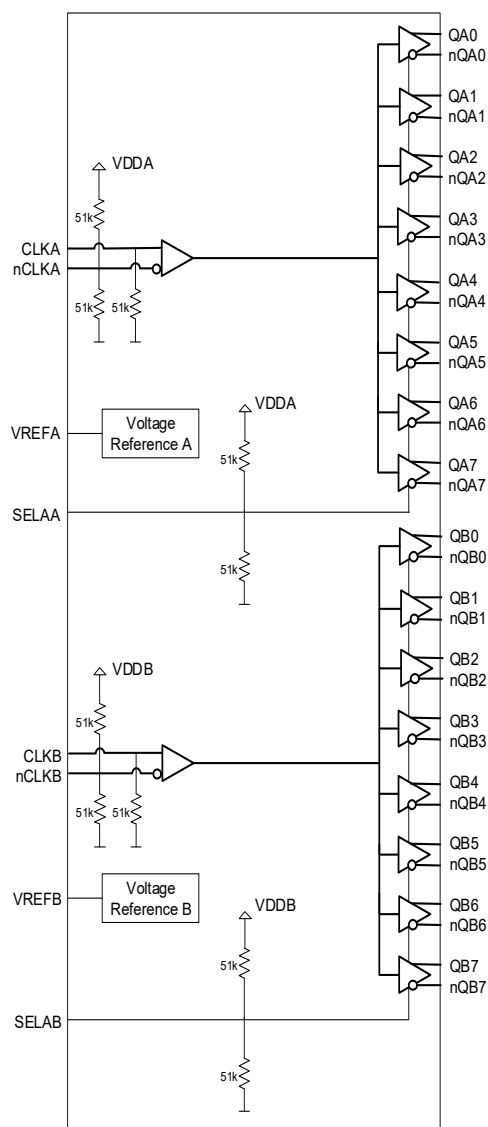 QA0
nQA0
QA1
nQA1
QA2
nQA2
VDDA
51k
QA3
nQA3
CLKA
nCLKA
51k
51k
QA4
nQA4
QA5
nQA5
VDDA
QA6
nQA6
VREFA
Voltage
Reference A
51k
QA7
nQA7
SELAA
QB0
nQB0
51k
QB1
nQB1
VDDB
QB2
nQB2
51k
QB3
nQB3
CLKB
nCLKB
51k
51k
QB4
nQB4
QB5
nQB5
VREFB
Voltage
Reference B
VDDB
QB6
nQB6
51k
QB7
nQB7
SELAB
51k